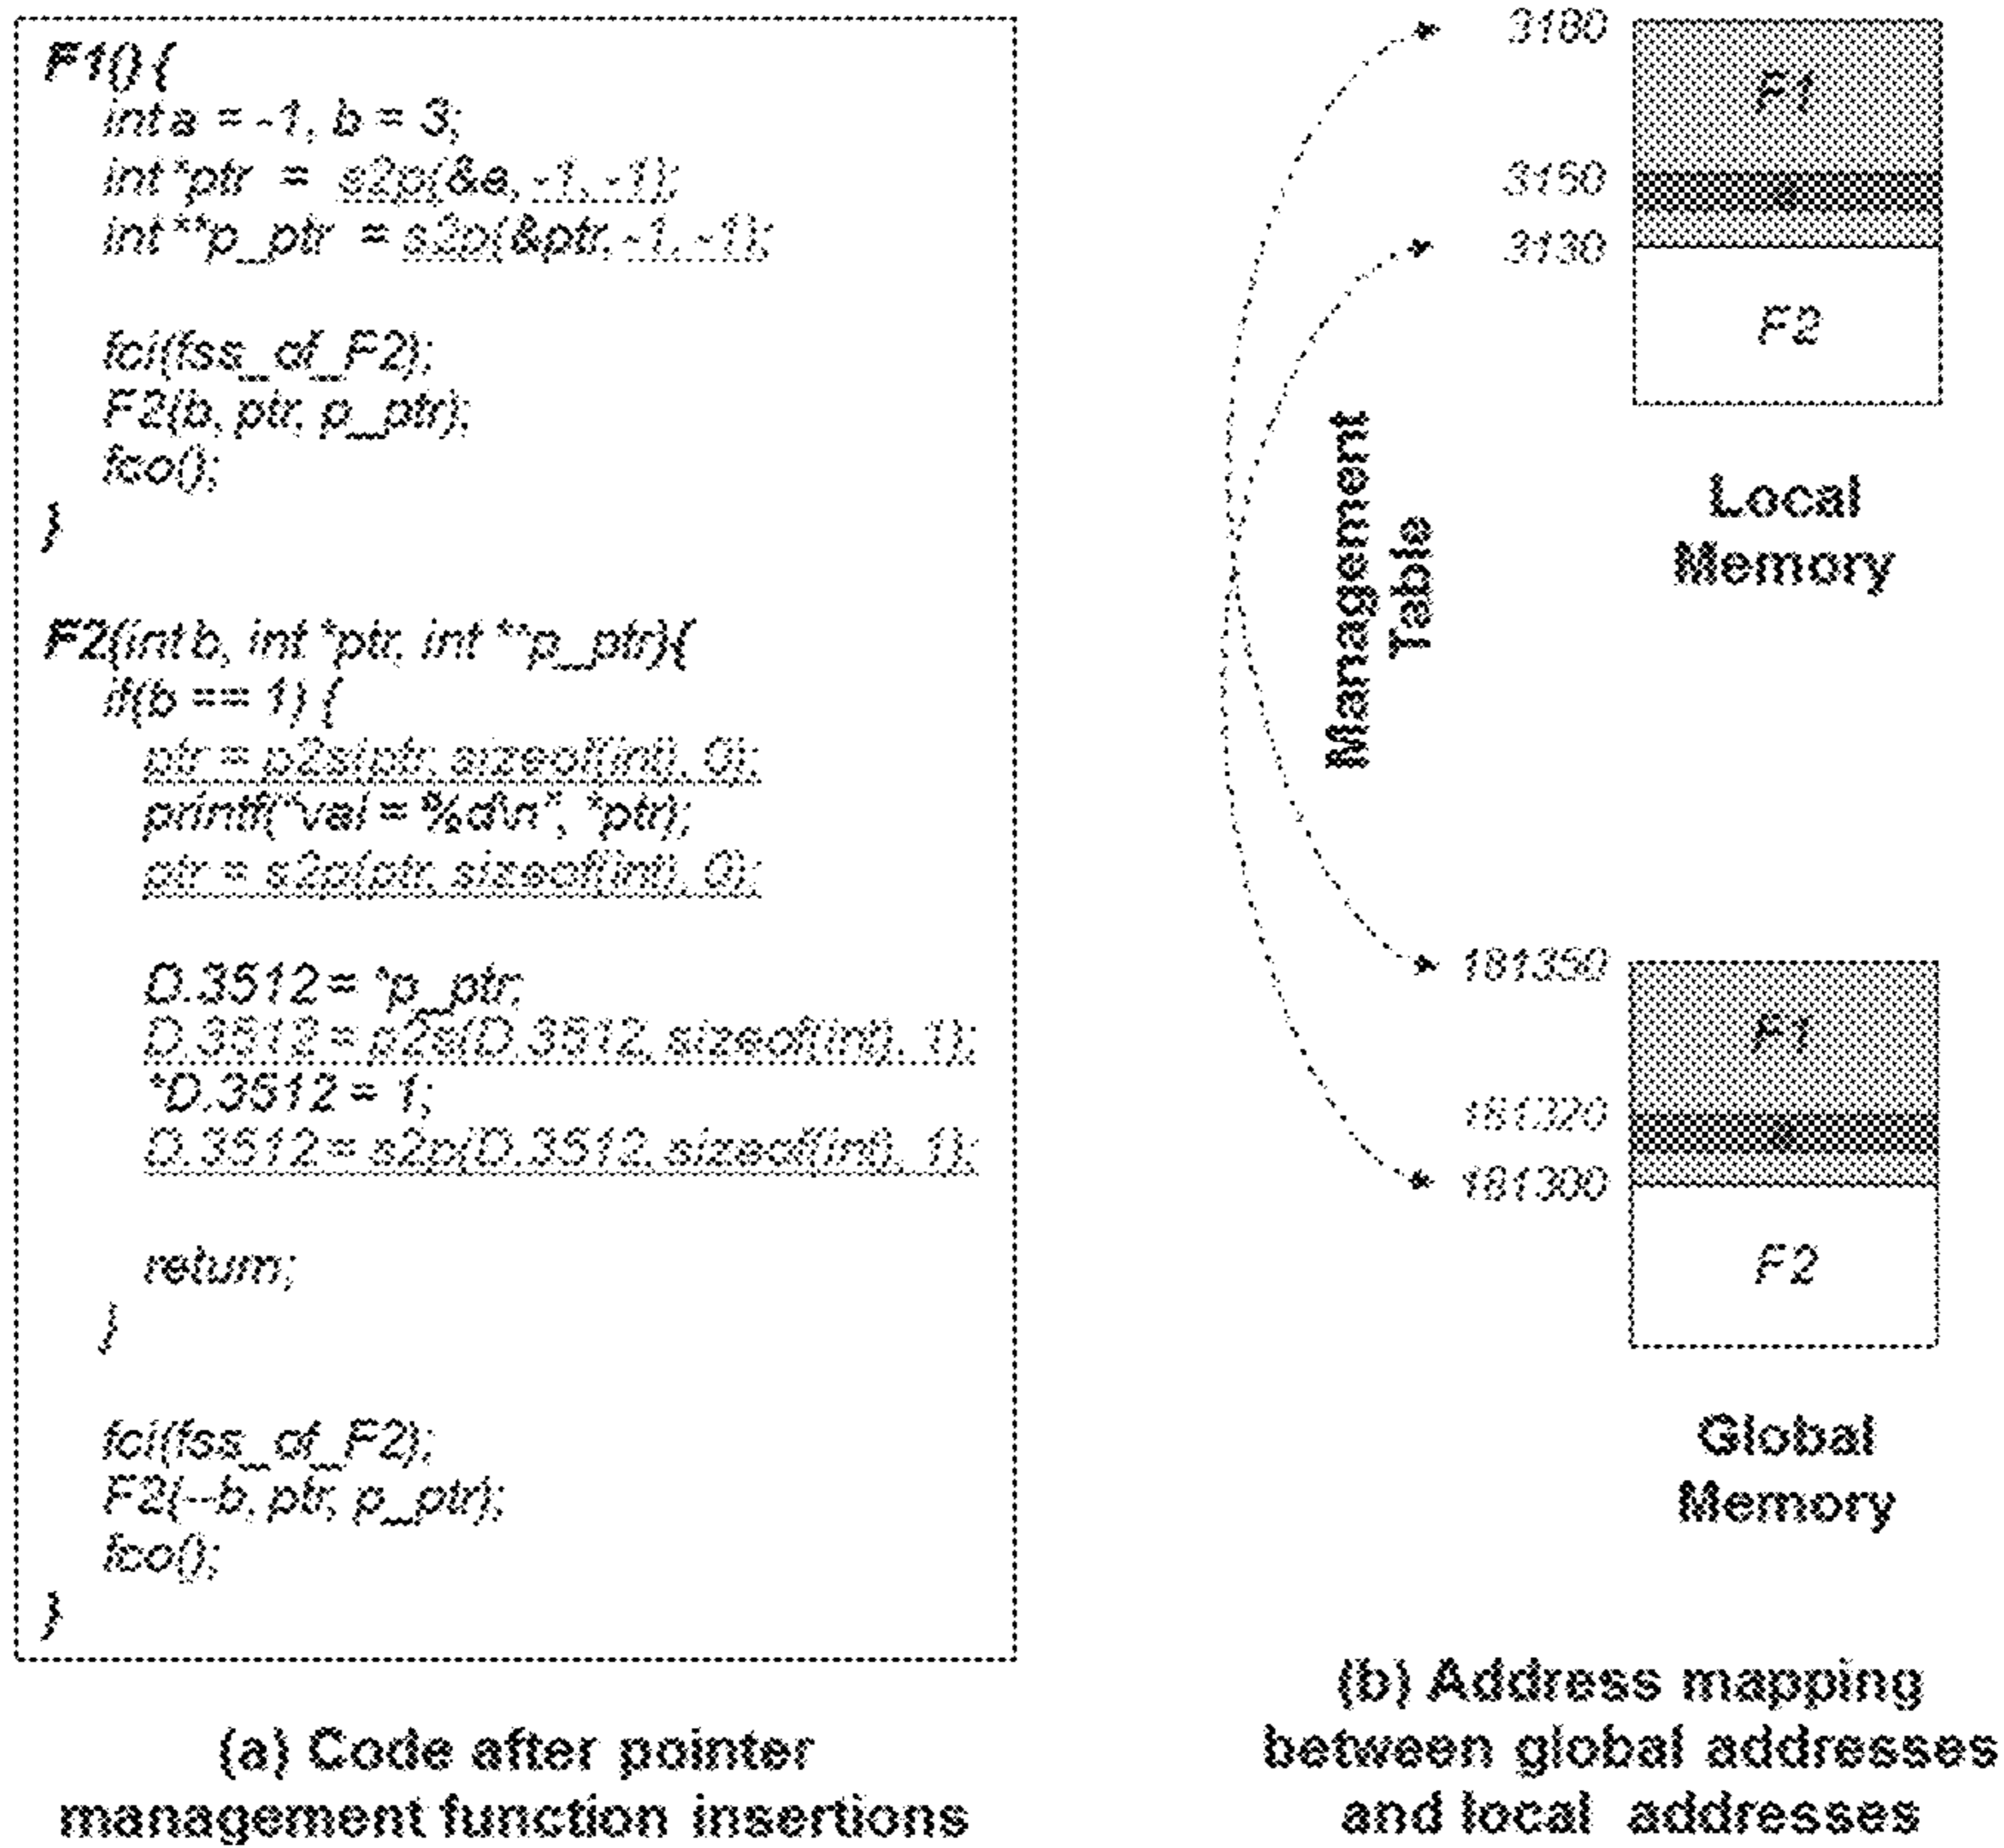 F1(){
int a = -1, b = 3;
int *ptr = s2p(&a, -1, -1);
int **p_ptr = s2p(&ptr, -1, -1);
fci(fss_of_F2);
F2(b, ptr, p_ptr);
fco();
}
F2(int b, int *ptr, int **p_ptr){
if(b == 1) {
ptr = p2s(ptr, sizeof(int), 0);
printf("val = %d\n", *ptr);
ptr = s2p(ptr, sizeof(int), 0);
D.3512 = *p_ptr;
D.3512 = p2s(D.3512, sizeof(int), 1);
*D.3512 = 1;
D.3512 = s2p(D.3512, sizeof(int), 1);
return;
}
fci(fss_of_F2);
F2(--b, ptr, p_ptr);
fco();
}
(a) Code after pointer
management function insertions
3180
F1
3150
a
3130
F2
Local
Memory
Management
Table
181350
F1
181320
a
181300
F2
Global
Memory
(b) Address mapping
between global addresses
and local addresses